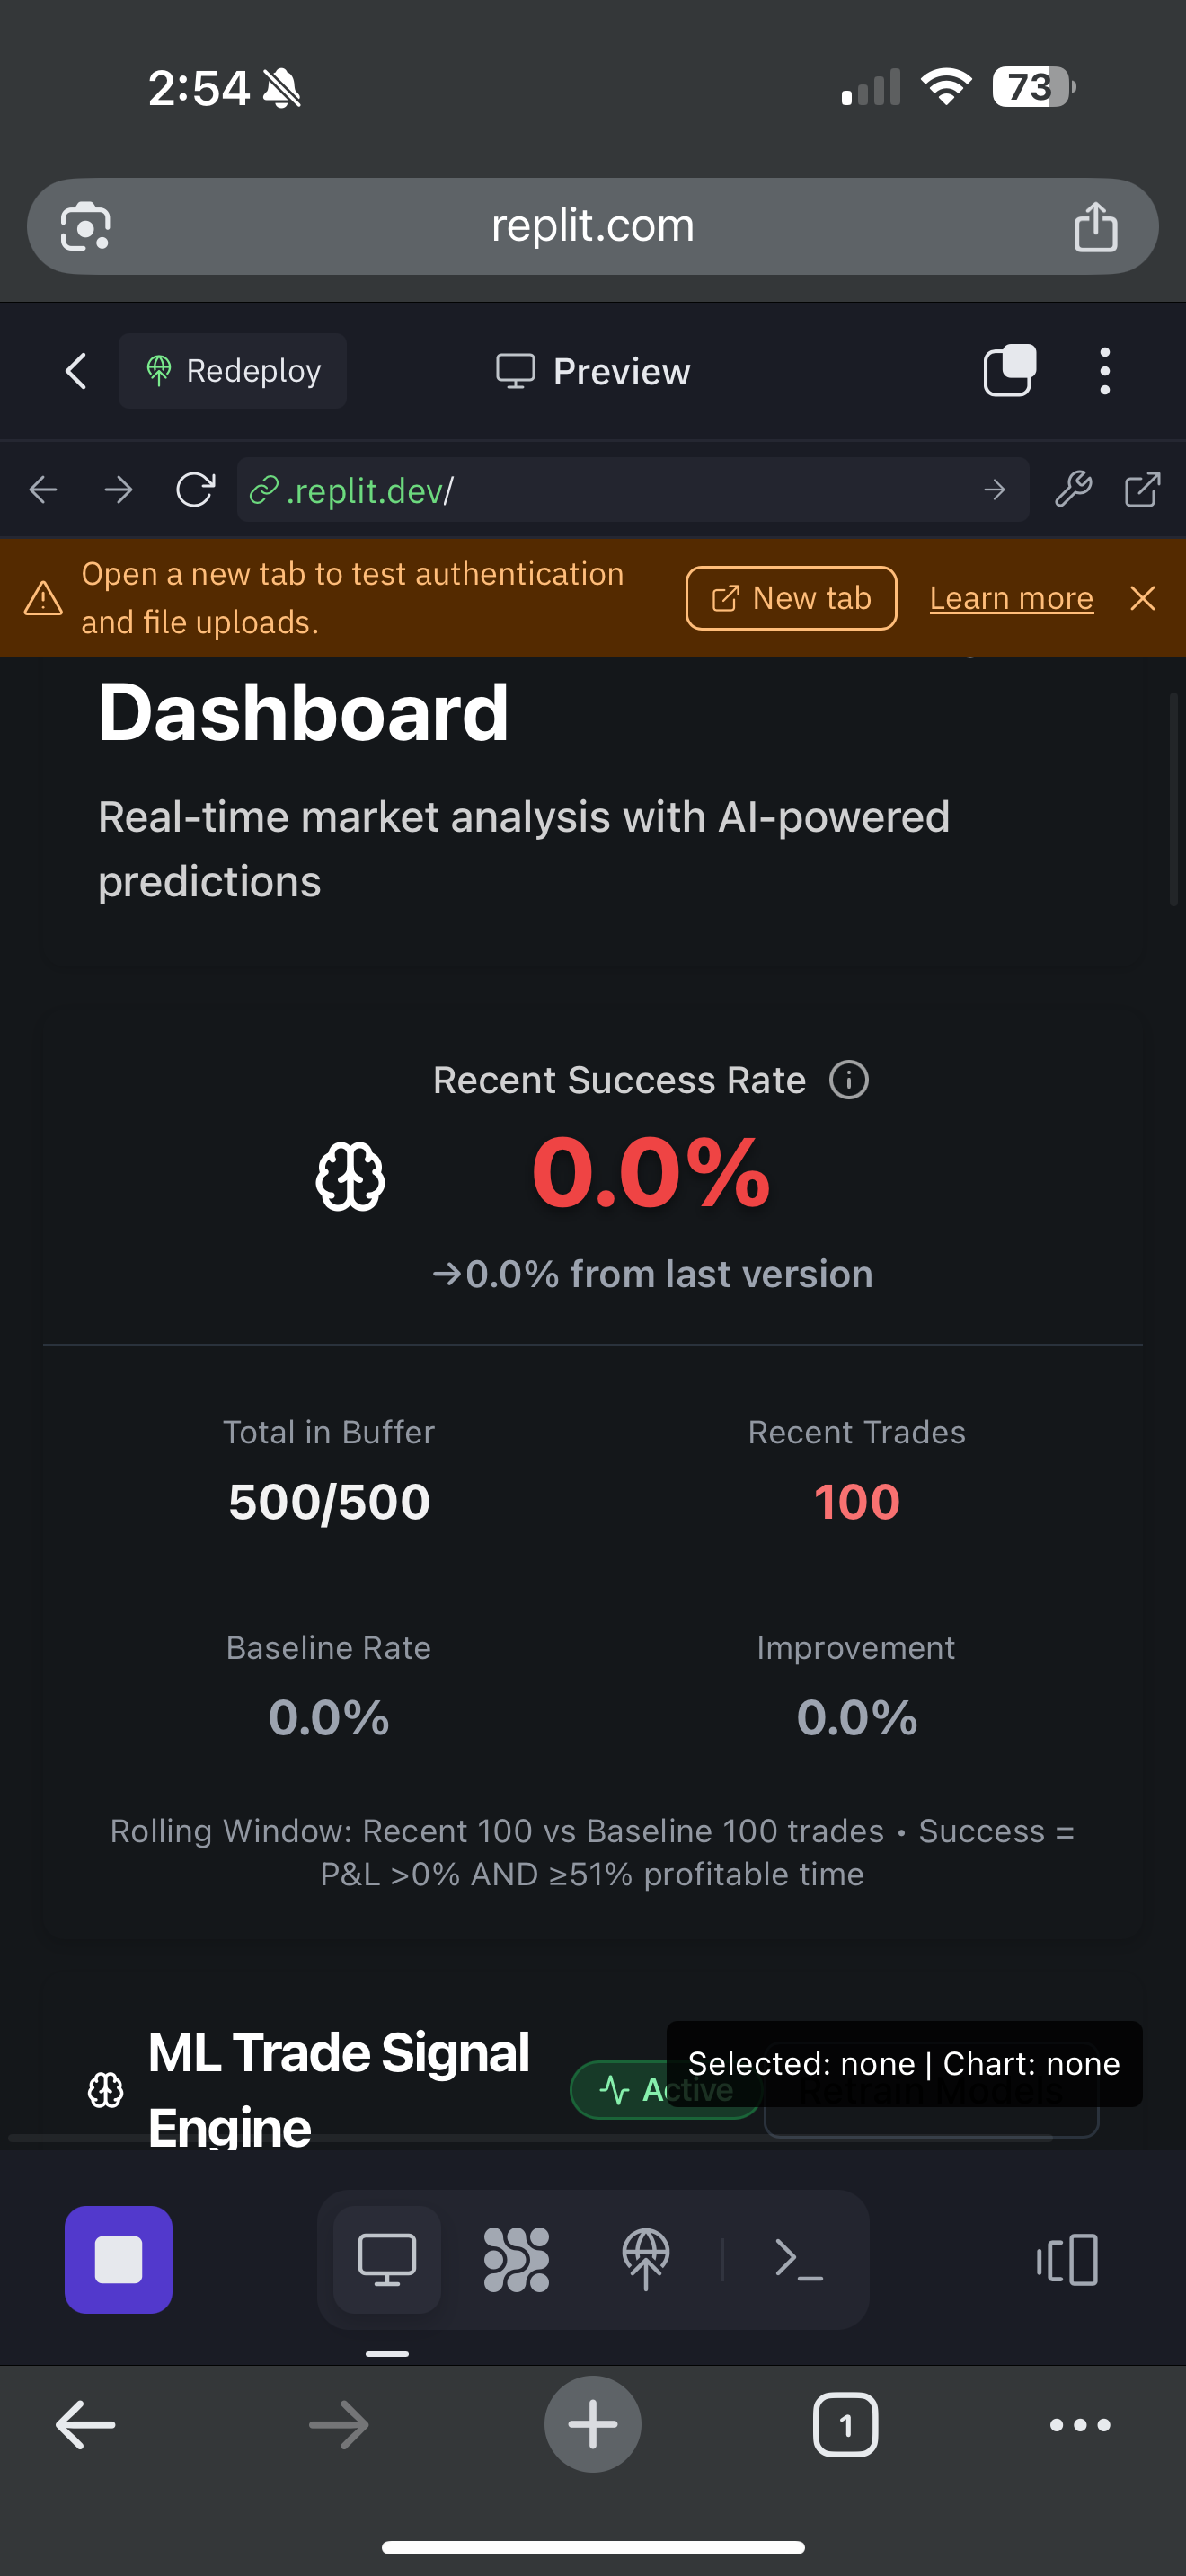 2:54
73
replit.com
Redeploy
Preview
.replit.dev/
Open a new tab to test authentication
and file uploads.
New tab
Learn more
Dashboard
Real-time market analysis with AI-powered
predictions
Recent Success Rate
0.0%
→0.0% from last version
Total in Buffer
500/500
Recent Trades
100
Baseline Rate
0.0%
Improvement
0.0%
Rolling Window: Recent 100 vs Baseline 100 trades • Success =
P&L >0% AND ≥51% profitable time
ML Trade Signal
Engine
Active
Selected: none | Chart: none
Retrain Models
1